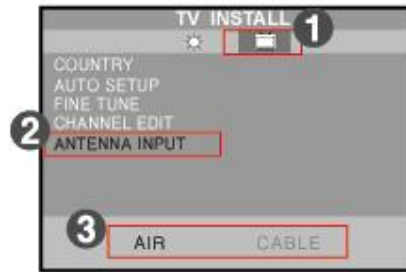 TV INSTALL
1
COUNTRY
AUTO SETUP
FINE TUNE
CHANNEL EDIT
2 ANTENNA INPUT
3 AIR CABLE